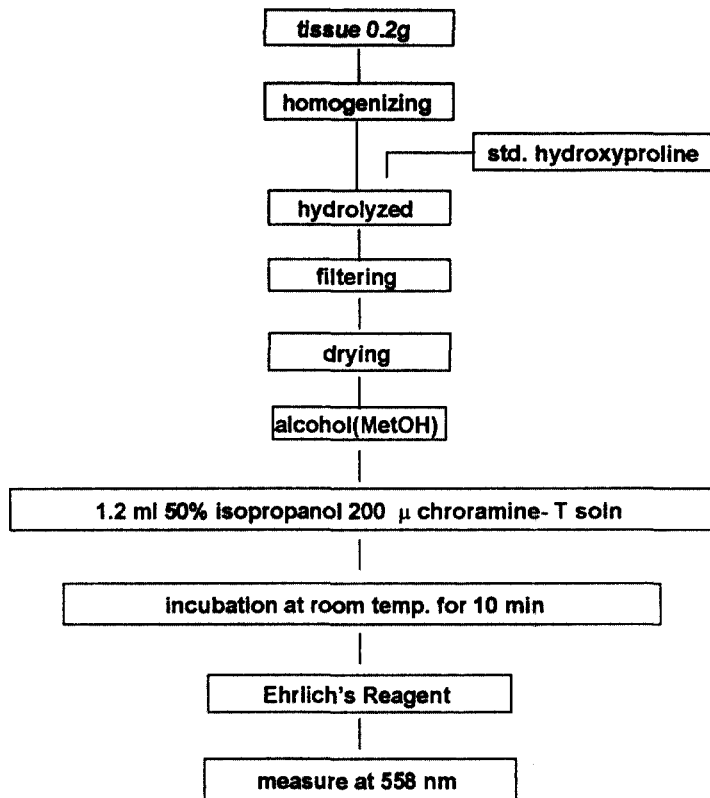 tissue 0.2g
homogenizing
std. hydroxyproline
hydrolyzed
filtering
drying
alcohol(MetOH)
1.2 ml 50% isopropanol 200 μ chroramine- T soln
incubation at room temp. for 10 min
Ehrlich's Reagent
measure at 558 nm